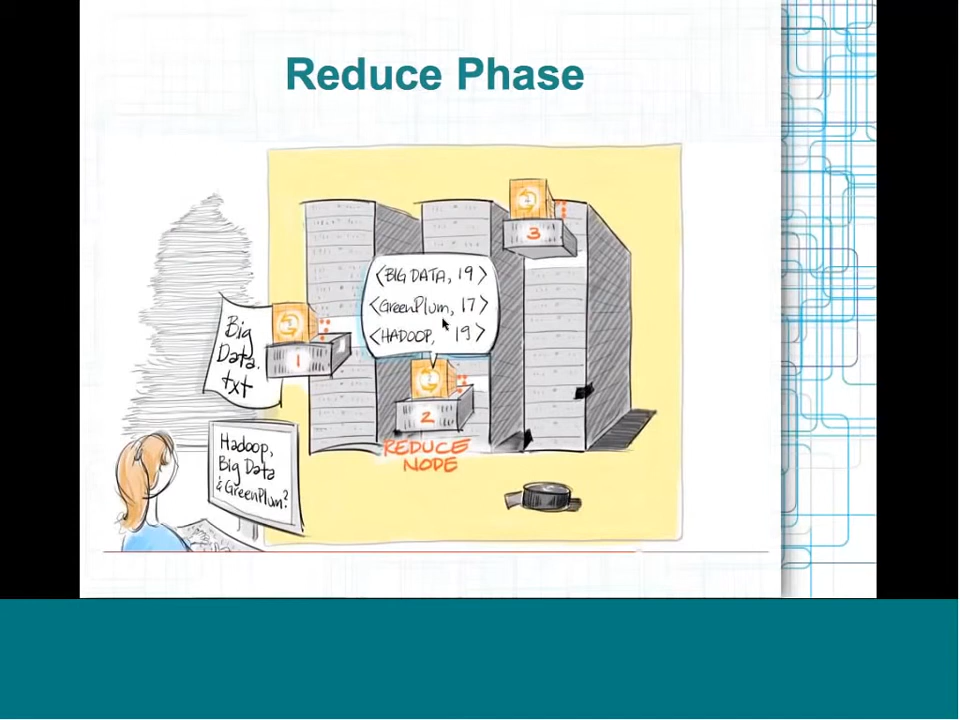 Reduce Phase
3
<BIG DATA, 19>
<GreenPlum, 17>
<HADOOP, 19>
Big
Data.
txt
1
2
REDUCE
NODE
Hadoop,
Big Data
& GreenPlum?